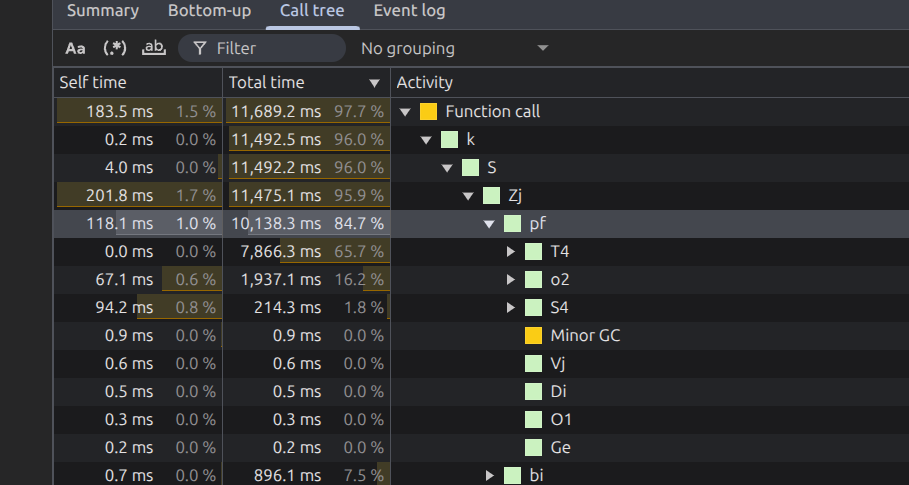 Summary Bottom-up Call tree Event log
Aa (.*) ab Filter No grouping
Self time Total time Activity
183.5 ms 1.5 % 11,689.2 ms 97.7 % Function call
0.2 ms 0.0 % 11,492.5 ms 96.0 % k
4.0 ms 0.0 % 11,492.2 ms 96.0 % S
201.8 ms 1.7 % 11,475.1 ms 95.9 % Zj
118.1 ms 1.0 % 10,138.3 ms 84.7 % pf
0.0 ms 0.0 % 7,866.3 ms 65.7 % T4
67.1 ms 0.6 % 1,937.1 ms 16.2 % o2
94.2 ms 0.8 % 214.3 ms 1.8 % S4
0.9 ms 0.0 % 0.9 ms 0.0 % Minor GC
0.6 ms 0.0 % 0.6 ms 0.0 % Vj
0.5 ms 0.0 % 0.5 ms 0.0 % Di
0.3 ms 0.0 % 0.3 ms 0.0 % O1
0.2 ms 0.0 % 0.2 ms 0.0 % Ge
0.7 ms 0.0 % 896.1 ms 7.5 % bi